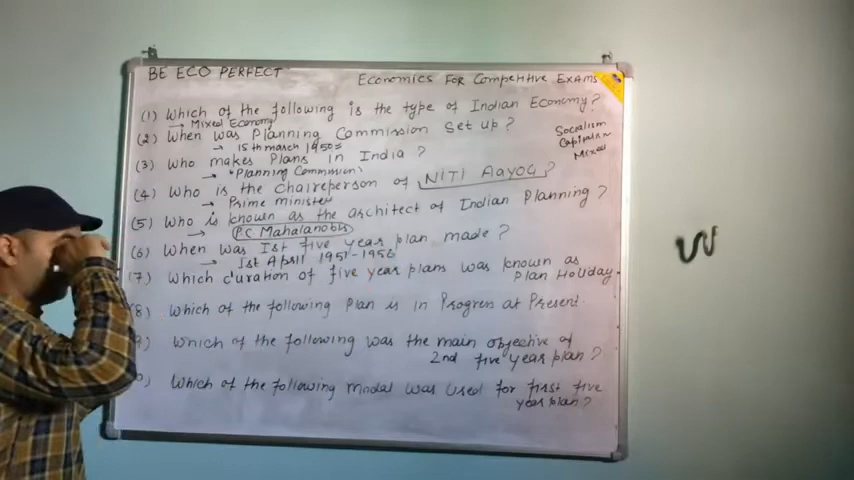 BE ECO PERFECT
Economics For Competitive Exams
(1) Which of the following is the type of Indian Economy?
→ Mixed Economy
(2) When was Planning Commission set up?
→ 15th march 1950
Socialism
Capitalism
Mixed
(3) Who makes Plans in India?
→ "Planning Commission"
(4) Who is the chaireperson of NITI Aayog?
→ Prime minister
(5) Who is known as the architect of Indian Planning?
→ P.C Mahalanobis
(6) When was Ist five year plan made?
→ 1st April 1951-1956
(7) Which duration of five year plans was known as
Plan Holiday.
(8) Which of the following Plan is in Progress at Present.
9) Which of the following was the main objective of
2nd five year plan?
0) Which of the following modal was used for first five
year plan?